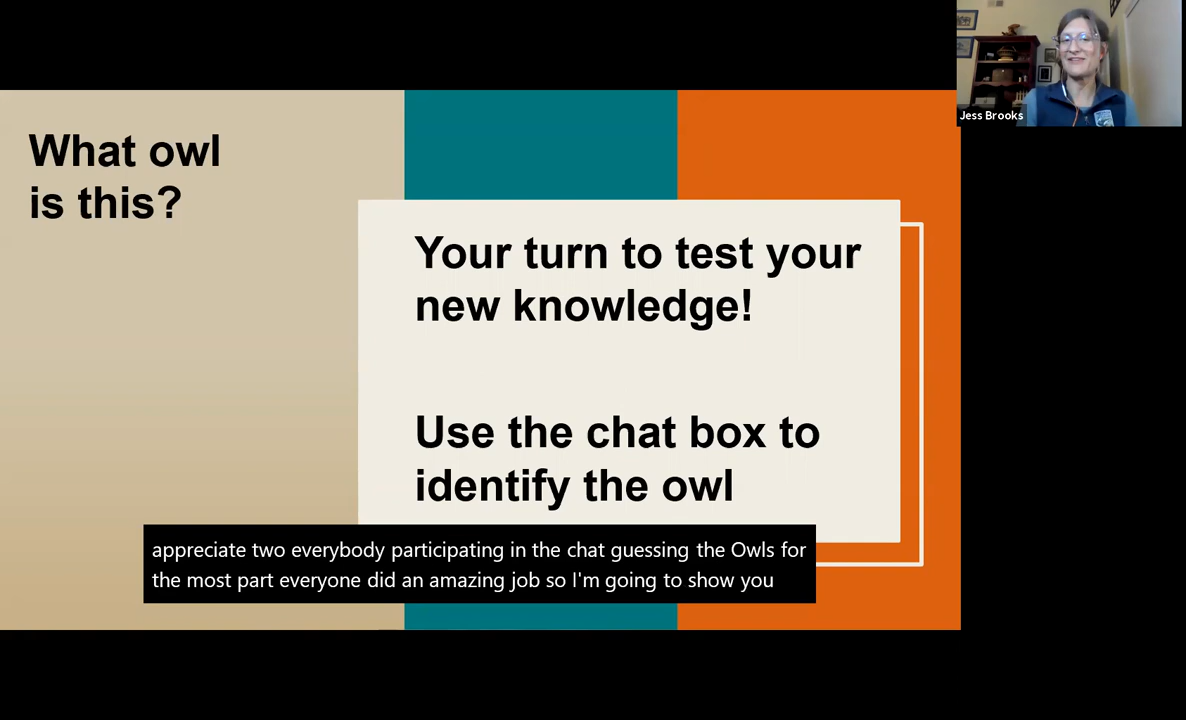 Jess Brooks
What owl
is this?
Your turn to test your
new knowledge!
Use the chat box to
identify the owl
appreciate two everybody participating in the chat guessing the Owls for
the most part everyone did an amazing job so I'm going to show you